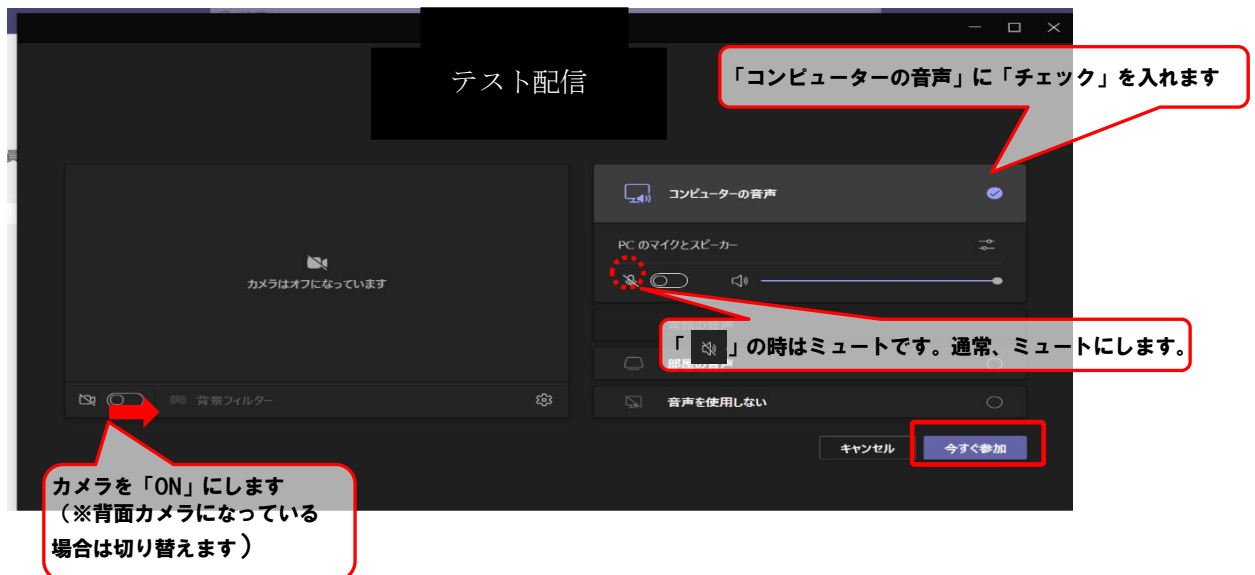 テスト配信
「コンピューターの音声」に「チェック」を入れます
コンピューターの音声
PC のマイクとスピーカー
カメラはオフになっています
電話の音声
「 」の時はミュートです。通常、ミュートにします。
部屋の音声
背景フィルター
音声を使用しない
キャンセル
今すぐ参加
カメラを「ON」にします
（※背面カメラになっている
場合は切り替えます）